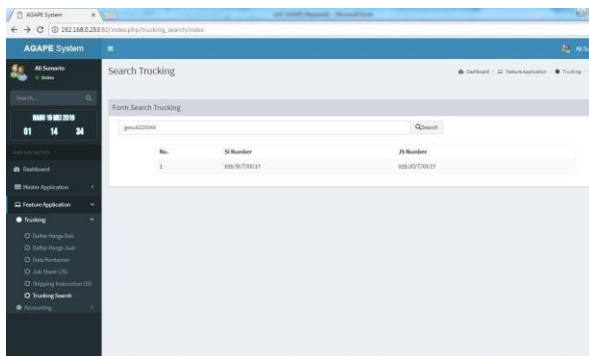 AGAPE System
192.168.0.253:92/index.php/trucking_search/index
AGAPE System
Ali Sumarto
Online
Search Trucking
Dashboard
Feature Application
Trucking
Search...
RABU 15 MEI 2019
01 14 34
Form Search Trucking
Search
No. SI Number JS Number
1
Dashboard
Master Application
Feature Application
Trucking
Daftar Harga Beli
Daftar Harga Jual
Data Kontainer
Job Sheet (JS)
Shipping Instruction (SI)
Trucking Search
Accounting